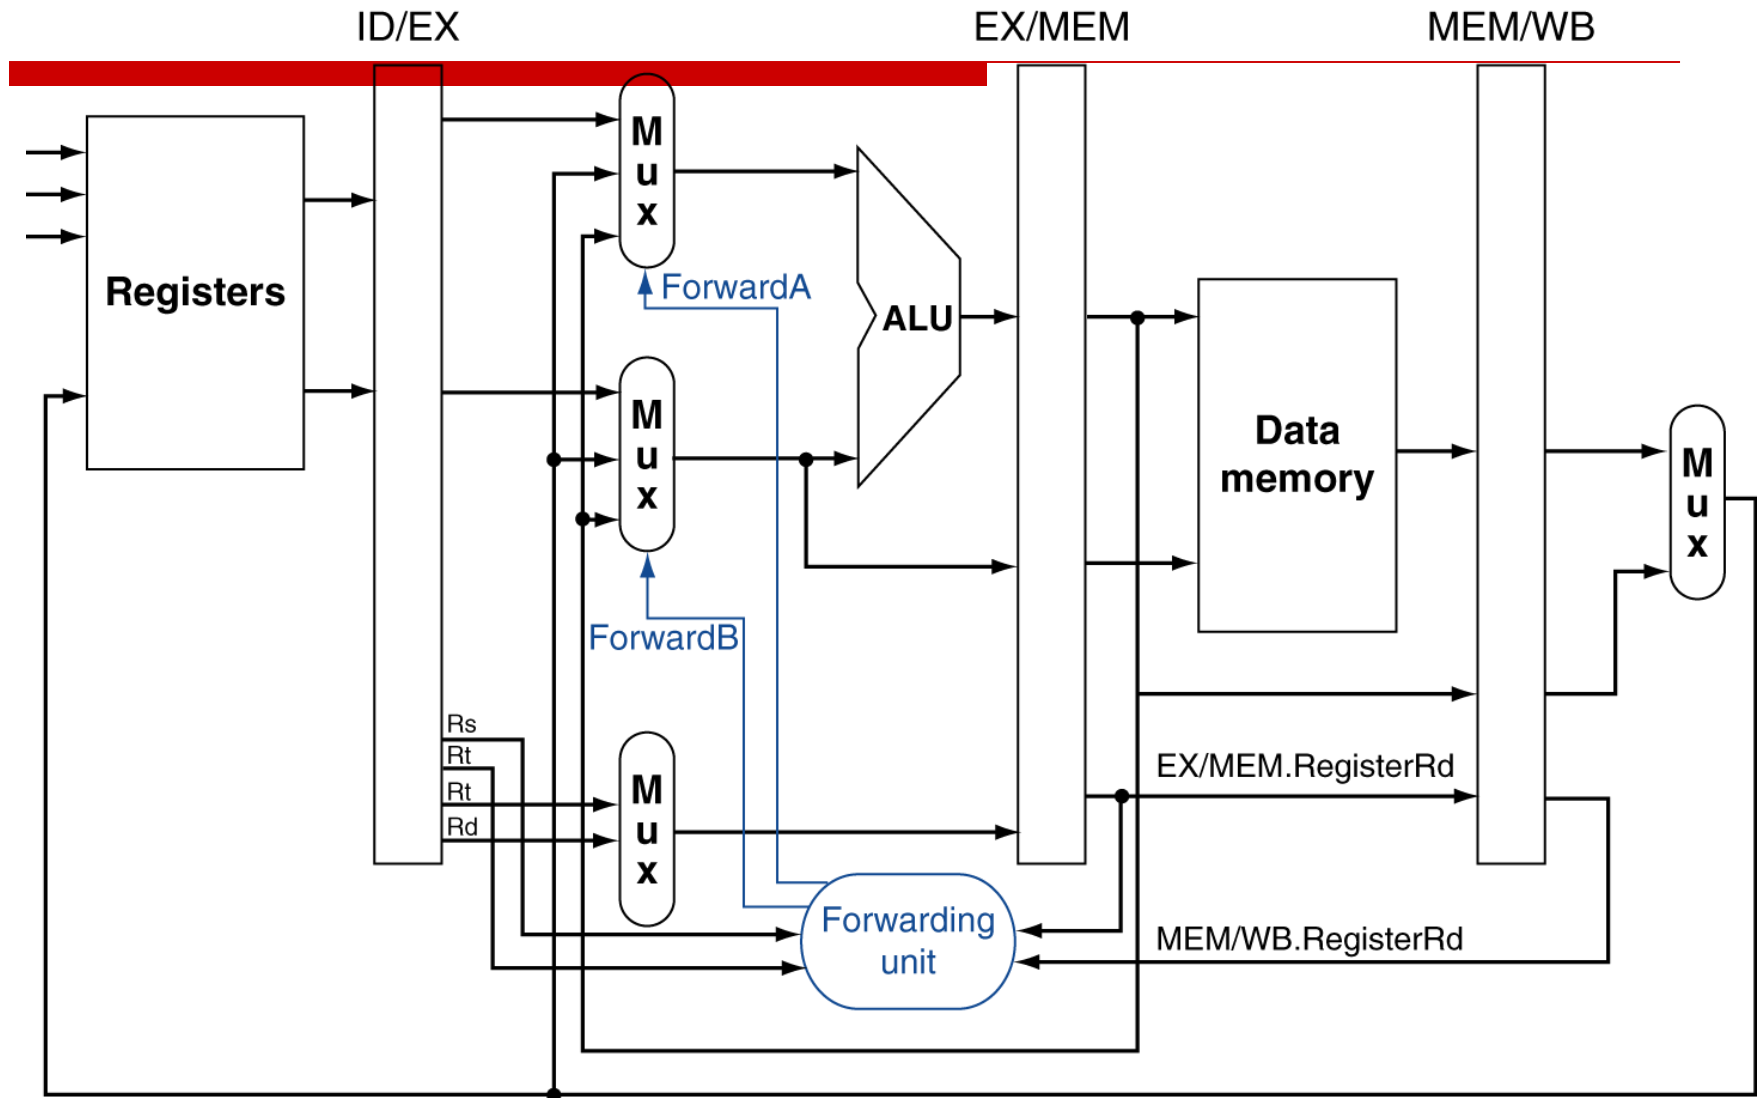 ID/EX
EX/MEM
MEM/WB
Registers
M
u
x
ForwardA
ALU
M
u
x
ForwardB
Data
memory
M
u
x
Rs
Rt
Rt
Rd
M
u
x
EX/MEM.RegisterRd
Forwarding
unit
MEM/WB.RegisterRd